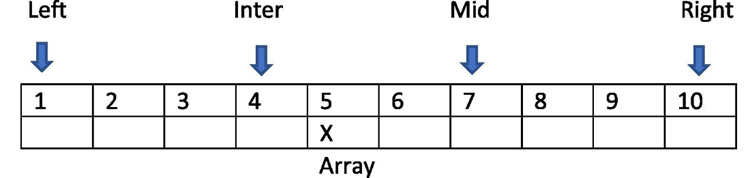 Left Inter Mid Right
1 2 3 4 5 6 7 8 9 10
X
Array